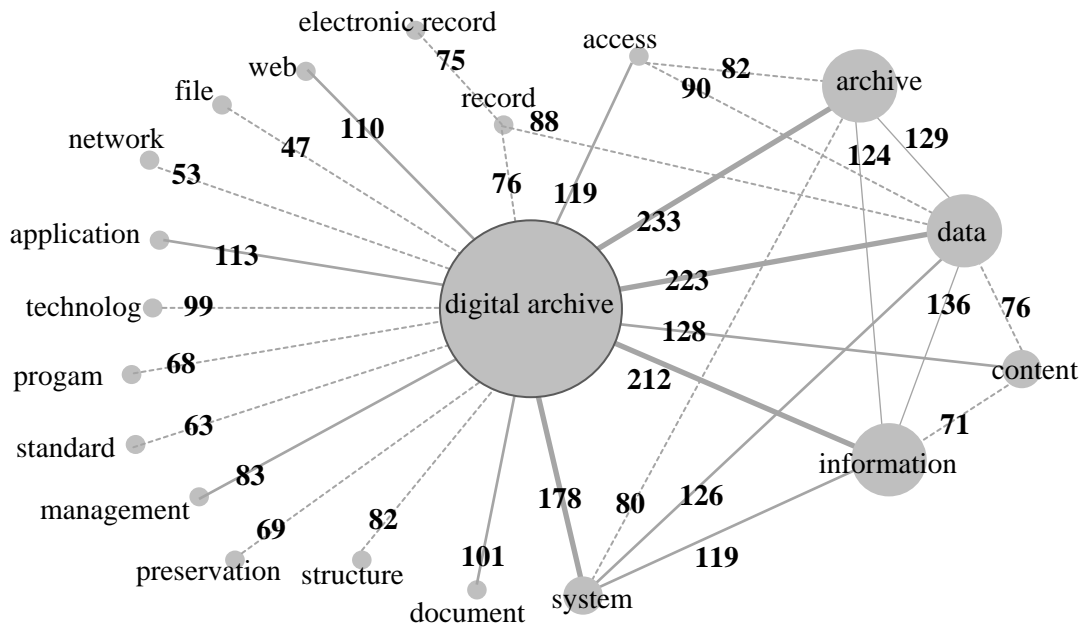 electronic record
access
82
archive
75
web
90
file
record
88
110
129
network
47
124
53
76
119
application
233
data
113
223
technolog
99
digital archive
136
76
128
progam
68
212
content
63
71
standard
information
83
management
178
80
126
69
82
101
119
preservation
structure
system
document